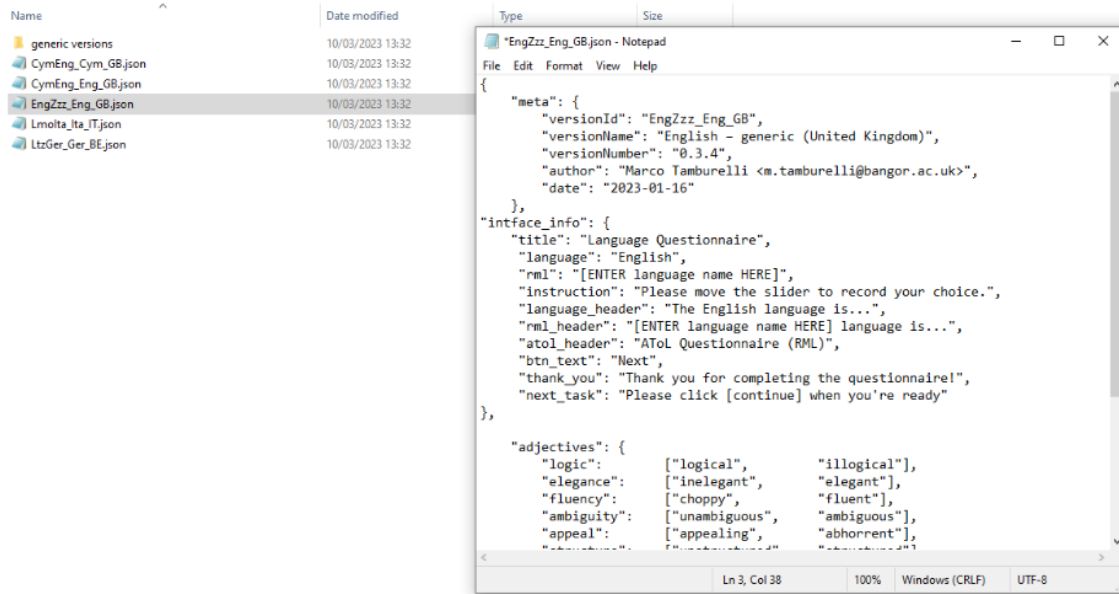 Name Date modified Type Size
generic versions 10/03/2023 13:32
CymEng_Cym_GB.json 10/03/2023 13:32
CymEng_Eng_GB.json 10/03/2023 13:32
EngZzz_Eng_GB.json 10/03/2023 13:32
LmoIta_Ita_IT.json 10/03/2023 13:32
LtzGer_Ger_BE.json 10/03/2023 13:32
*EngZzz_Eng_GB.json - Notepad
File Edit Format View Help
{
"meta": {
"versionId": "EngZzz_Eng_GB",
"versionName": "English – generic (United Kingdom)",
"versionNumber": "0.3.4",
"author": "Marco Tamburelli <m.tamburelli@bangor.ac.uk>",
"date": "2023-01-16"
},
"intface_info": {
"title": "Language Questionnaire",
"language": "English",
"rml": "[ENTER language name HERE]",
"instruction": "Please move the slider to record your choice.",
"language_header": "The English language is...",
"rml_header": "[ENTER language name HERE] language is...",
"atol_header": "AToL Questionnaire (RML)",
"btn_text": "Next",
"thank_you": "Thank you for completing the questionnaire!",
"next_task": "Please click [continue] when you're ready"
},
"adjectives": {
"logic": ["logical", "illogical"],
"elegance": ["inelegant", "elegant"],
"fluency": ["choppy", "fluent"],
"ambiguity": ["unambiguous", "ambiguous"],
"appeal": ["appealing", "abhorrent"],
Ln 3, Col 38 100% Windows (CRLF) UTF-8